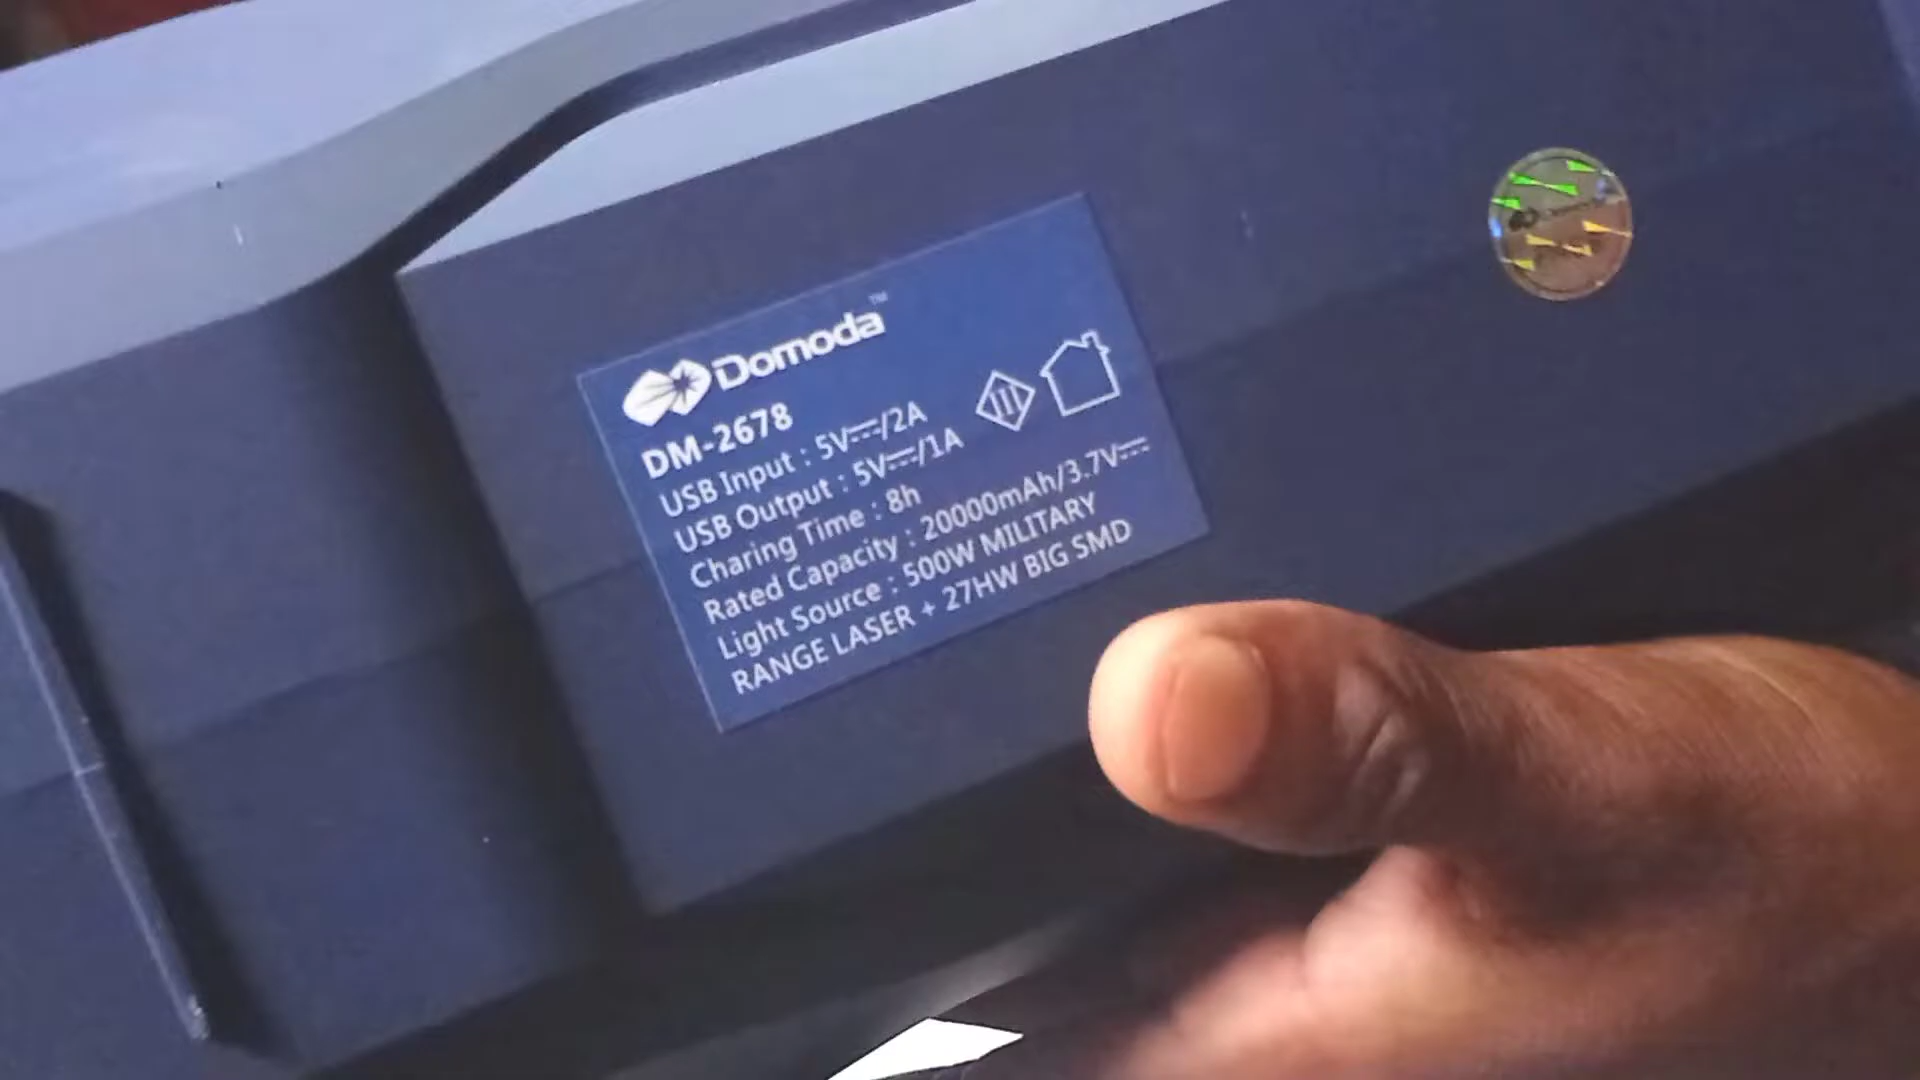 Domoda™
DM-2678
USB Input : 5V⎓/2A
USB Output : 5V⎓/1A
Charing Time : 8h
Rated Capacity : 20000mAh/3.7V⎓
Light Source : 500W MILITARY
RANGE LASER + 27HW BIG SMD